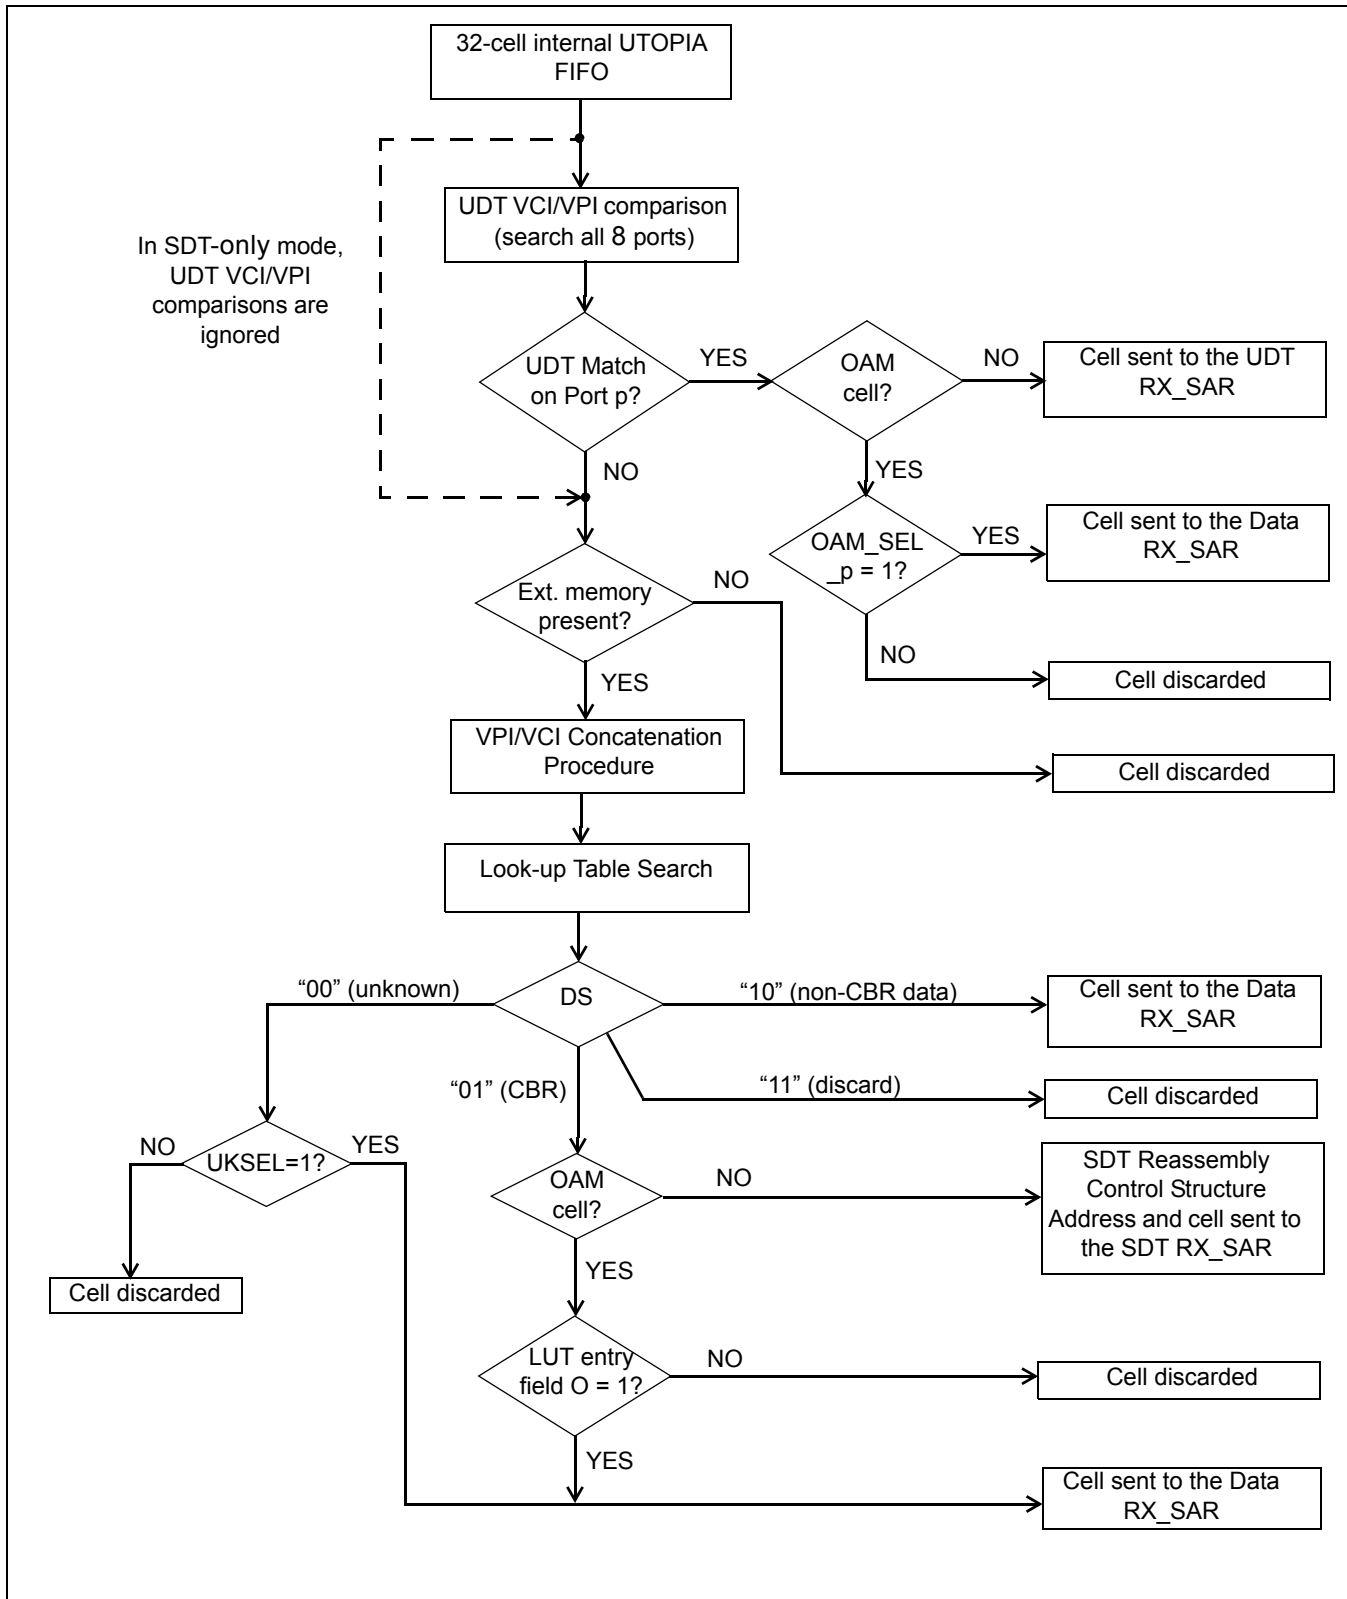 32-cell internal UTOPIA
FIFO
UDT VCI/VPI comparison
(search all 8 ports)
In SDT-only mode,
UDT VCI/VPI
comparisons are
ignored
UDT Match
on Port p?
YES
OAM
cell?
NO
Cell sent to the UDT
RX_SAR
NO
YES
OAM_SEL
_p = 1?
YES
Cell sent to the Data
RX_SAR
Ext. memory
present?
NO
NO
Cell discarded
YES
VPI/VCI Concatenation
Procedure
Cell discarded
Look-up Table Search
“00” (unknown)
DS
“10” (non-CBR data)
Cell sent to the Data
RX_SAR
“01” (CBR)
“11” (discard)
Cell discarded
NO
UKSEL=1?
YES
OAM
cell?
NO
SDT Reassembly
Control Structure
Address and cell sent to
the SDT RX_SAR
YES
Cell discarded
LUT entry
field O = 1?
NO
Cell discarded
YES
Cell sent to the Data
RX_SAR